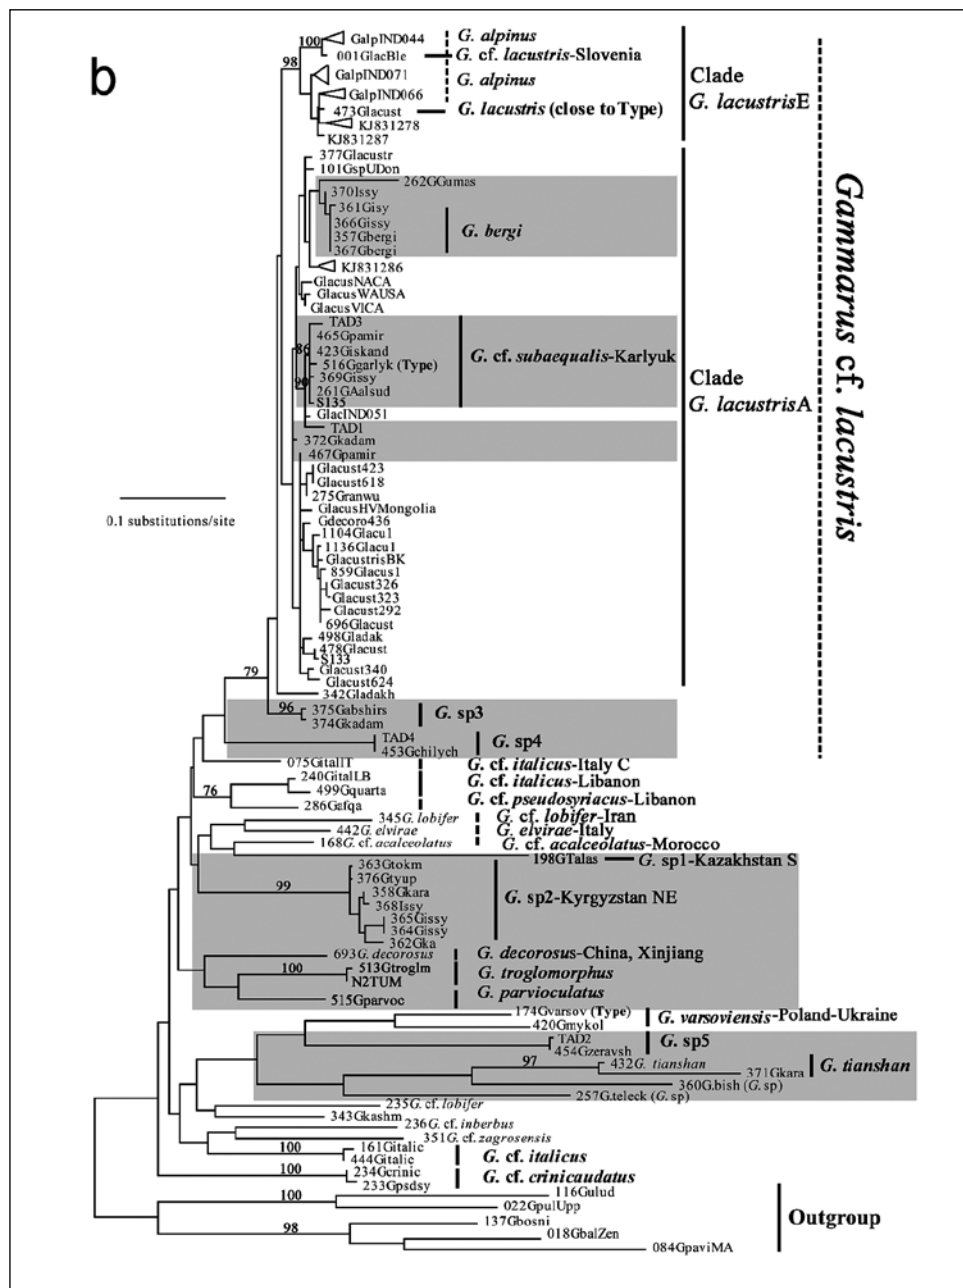 b
100
GalpIND044
G. alpinus
001GlacBle
G. cf. lacustris-Slovenia
98
GalpIND071
G. alpinus
GalpIND066
473Glacust
G. lacustris (close to Type)
KJ831278
KJ831287
Clade
G. lacustrisE
377Glacustr
101GspUDon
262GGumas
370Issy
361Gisy
366Gissy
357Gbergi
367Gbergi
G. bergi
KJ831286
GlacusNACA
GlacusWAUSA
GlacusVICA
TAD3
465Gpamir
86
423Giskand
516Ggarlyk (Type)
G. cf. subaequalis-Karlyuk
369Gissy
90
261GAalsud
S135
GlacIND051
TAD1
372Gkadam
467Gpamir
Clade
G. lacustrisA
Gammarus cf. lacustris
Glacust423
Glacust618
275Granwu
GlacusHVMongolia
Gdecoro436
1104Glacu1
1136Glacu1
GlacustrisBK
859Glacus1
Glacust326
Glacust323
Glacust292
696Glacust
498Gladak
478Glacust
S133
Glacust340
Glacust624
342Gladakh
0.1 substitutions/site
79
96
375Gabshirs
374Gkadam
G. sp3
TAD4
453Gchilych
G. sp4
075GitalIT
G. cf. italicus-Italy C
240GitalLB
G. cf. italicus-Libanon
76
499Gquarta
286Gafqa
G. cf. pseudosyriacus-Libanon
345G. lobifer
G. cf. lobifer-Iran
442G. elvirae
G. elvirae-Italy
168G. cf. acalceolatus
G. cf. acalceolatus-Morocco
198GTalas
G. sp1-Kazakhstan S
363Gtokm
99
376Gtyup
358Gkara
368Issy
365Gissy
364Gissy
362Gka
G. sp2-Kyrgyzstan NE
693G. decorosus
G. decorosus-China, Xinjiang
100
513Gtroglm
N2TUM
G. troglomorphus
515Gparvoc
G. parvioculatus
174Gvarsov (Type)
420Gmykol
G. varsoviensis-Poland-Ukraine
TAD2
454Gzeravsh
G. sp5
97
432G. tianshan
371Gkara
G. tianshan
360G.bish (G. sp)
257G.teleck (G. sp)
235G. cf. lobifer
343Gkashm
236G. cf. inberbus
351G. cf. zagrosensis
100
161Gitalic
444Gitalic
G. cf. italicus
100
234Gcrinic
233Gpsdsy
G. cf. crinicaudatus
100
116Gulud
022GpulUpp
137Gbosni
98
018GbalZen
084GpaviMA
Outgroup